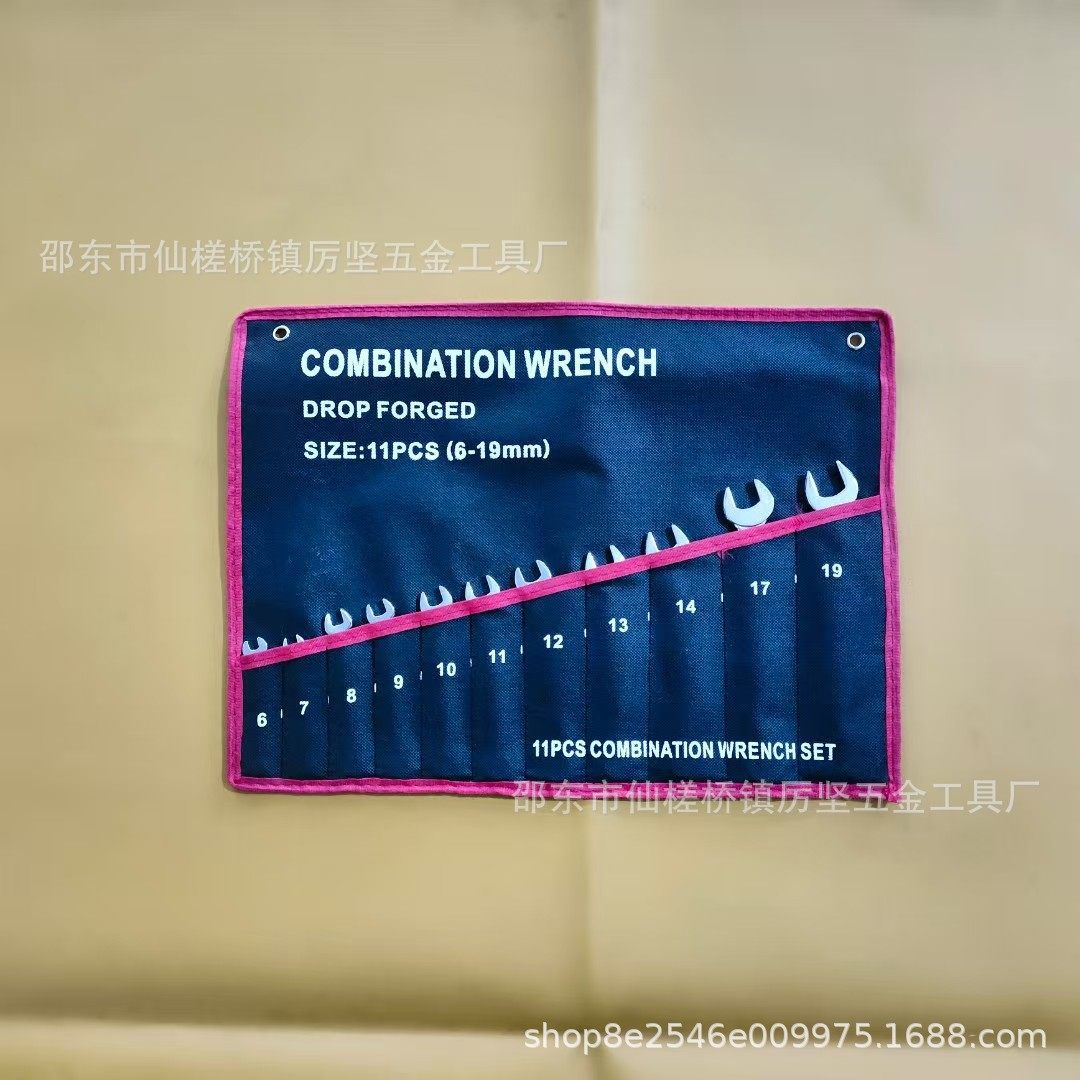 邵东市仙槎桥镇厉坚五金工具厂
COMBINATION WRENCH
DROP FORGED
SIZE:11PCS (6-19mm)
6
7
8
9
10
11
12
13
14
17
19
11PCS COMBINATION WRENCH SET
邵东市仙槎桥镇厉坚五金工具厂
shop8e2546e009975.1688.com